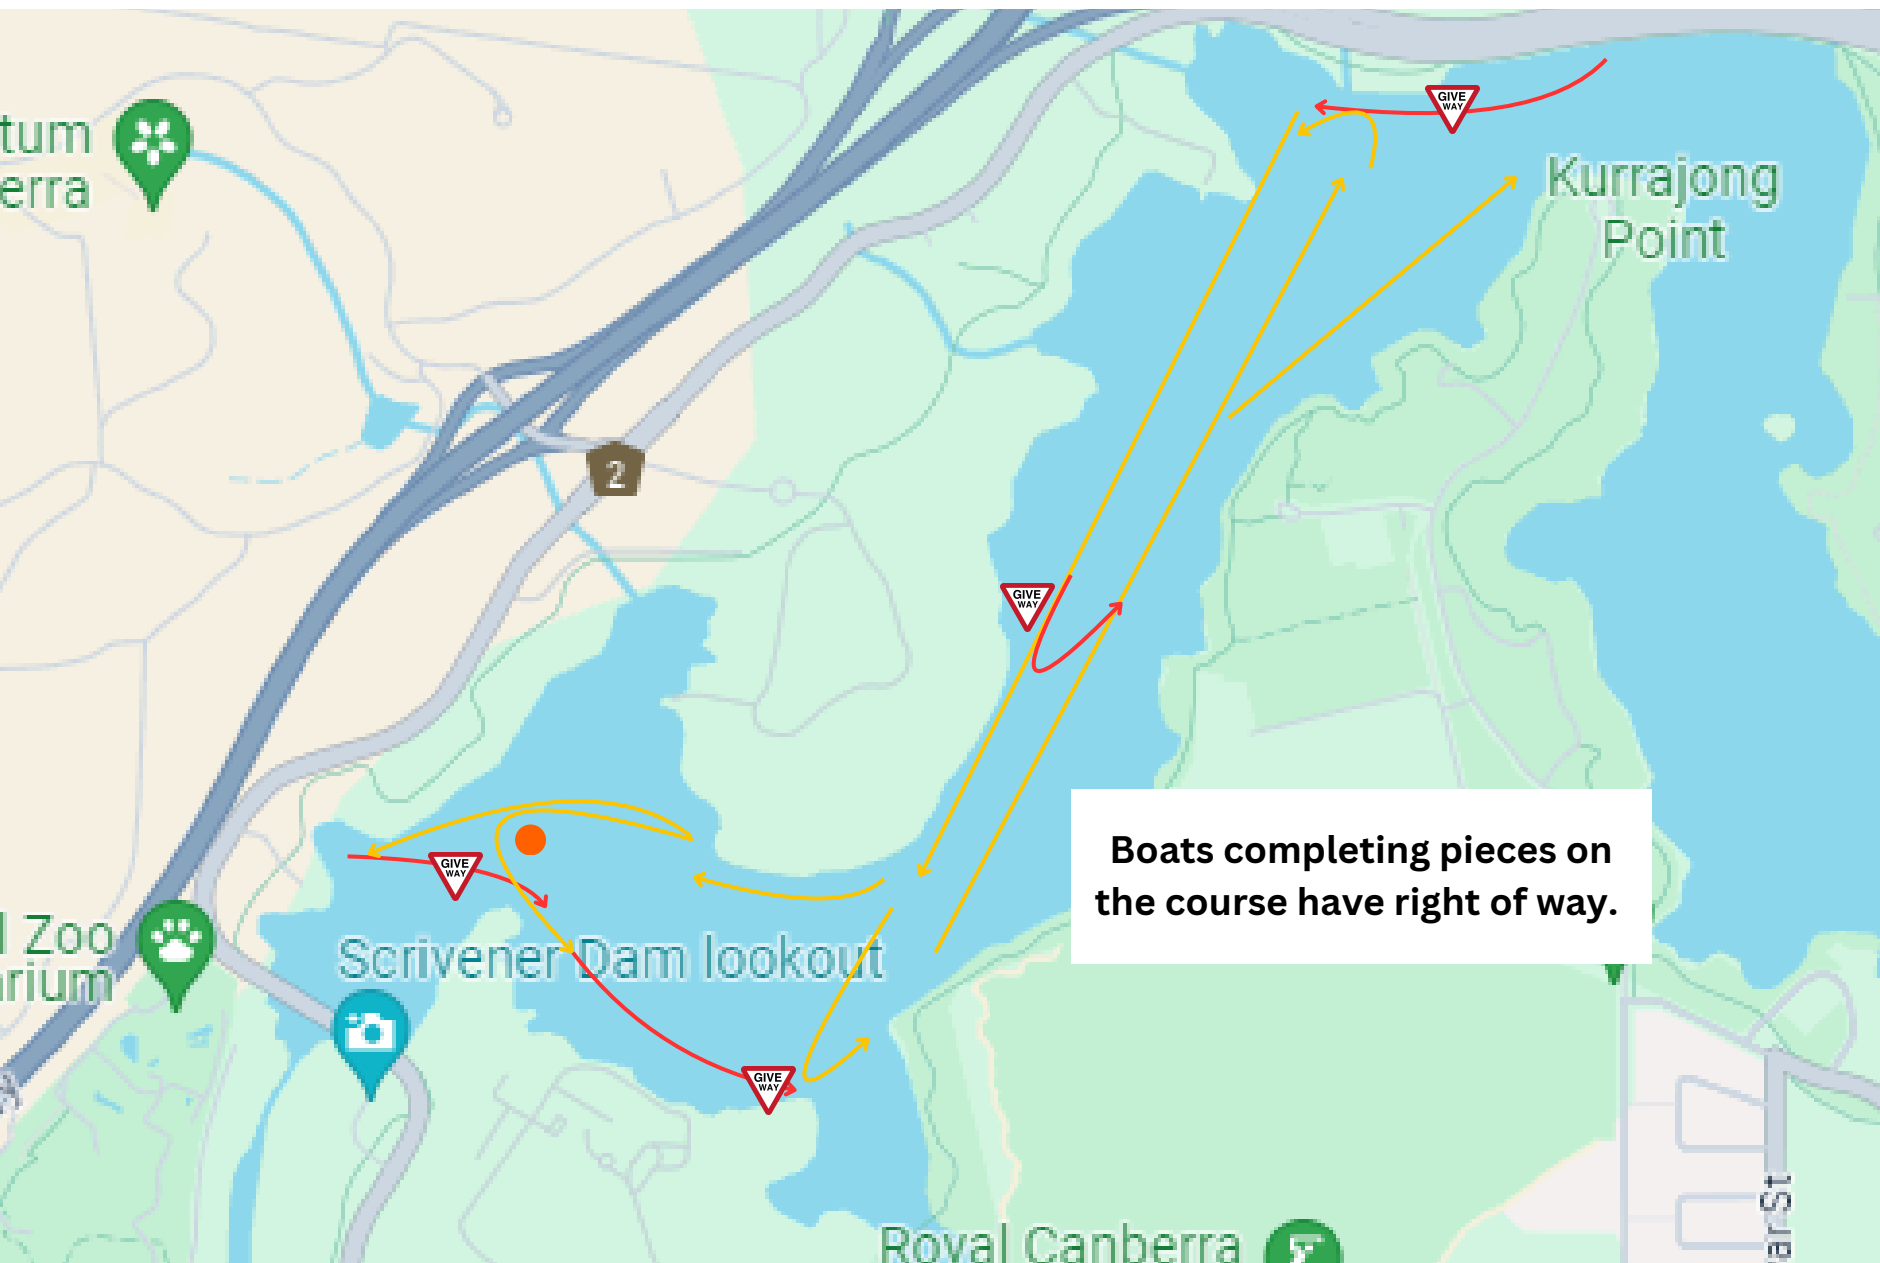 GIVE
WAY
tum
erra
Kurrajong
Point
2
GIVE
WAY
Boats completing pieces on
the course have right of way.
GIVE
WAY
Zoo
arium
Scrivener Dam lookout
GIVE
WAY
Royal Canberra
ar St